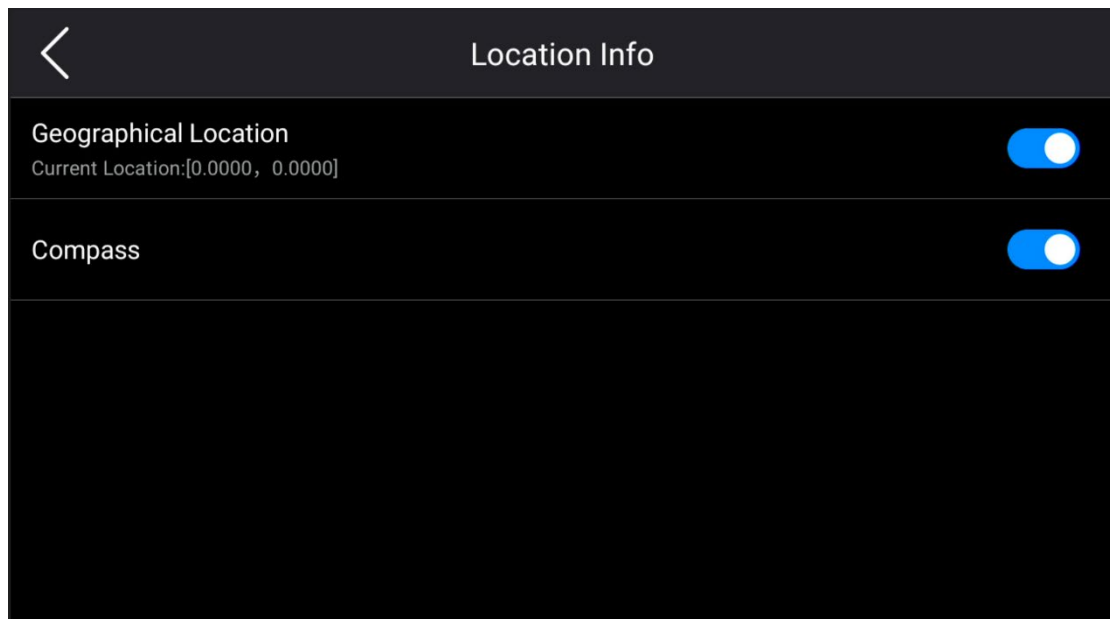 Location Info
Geographical Location
Current Location:[0.0000，0.0000]
Compass